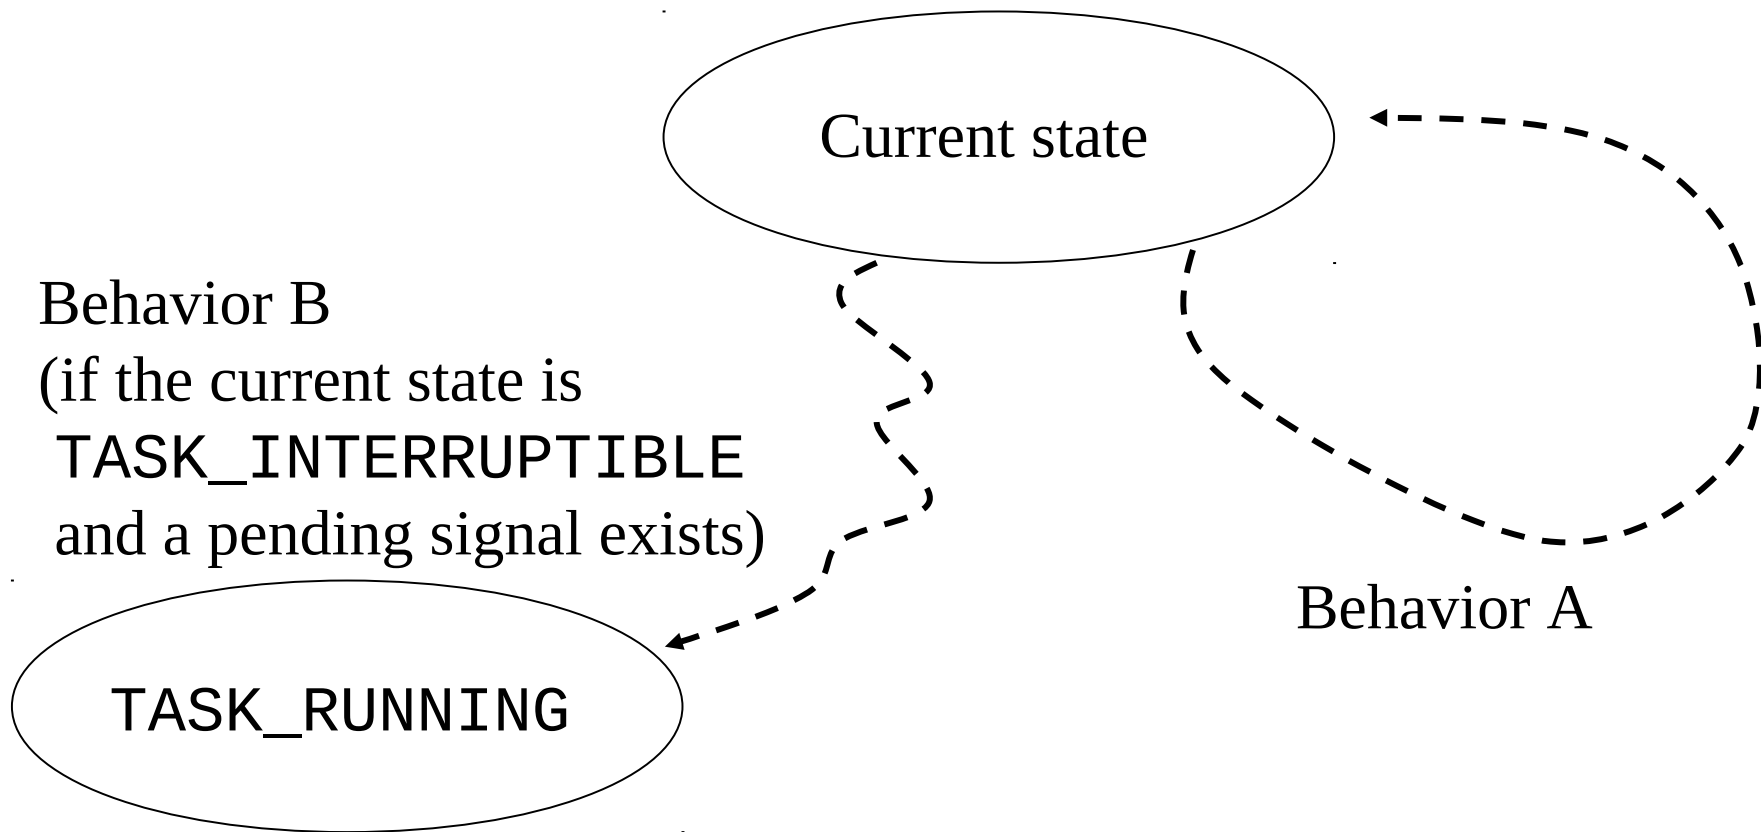 Current state
Behavior B
(if the current state is
TASK_INTERRUPTIBLE
and a pending signal exists)
Behavior A
TASK_RUNNING